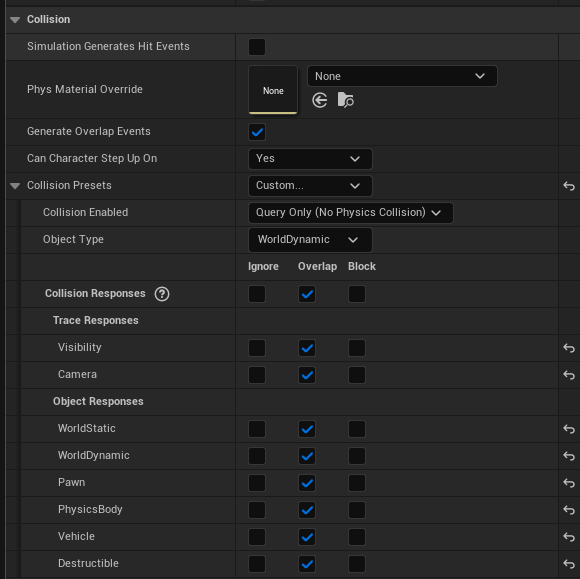 Collision
Simulation Generates Hit Events
Phys Material Override None None
Generate Overlap Events
Can Character Step Up On Yes
Collision Presets Custom...
Collision Enabled Query Only (No Physics Collision)
Object Type WorldDynamic
Ignore Overlap Block
Collision Responses ?
Trace Responses
Visibility
Camera
Object Responses
WorldStatic
WorldDynamic
Pawn
PhysicsBody
Vehicle
Destructible